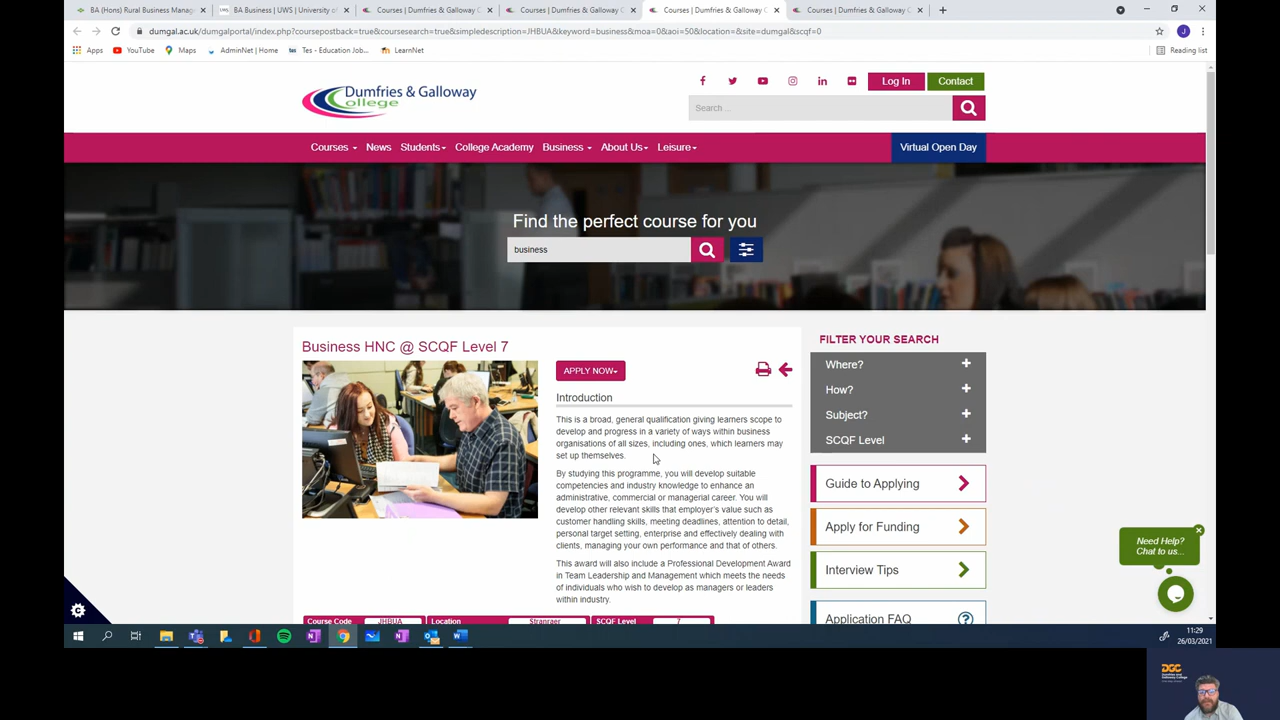 BA (Hons) Rural Business Manag
BA Business | UWS | University of
Courses | Dumfries & Galloway C
Courses | Dumfries & Galloway C
Courses | Dumfries & Galloway C
Courses | Dumfries & Galloway C
dumgal.ac.uk/dumgalportal/index.php?coursepostback=true&coursesearch=true&simpledescription=JHBUA&keyword=business&moa=0&aoi=50&location=&site=dumgal&scqf=0
Apps
YouTube
Maps
AdminNet | Home
Tes - Education Job...
LearnNet
Reading list
Dumfries & Galloway
College
Log In
Contact
Search ...
Courses
News
Students
College Academy
Business
About Us
Leisure
Virtual Open Day
Find the perfect course for you
business
Business HNC @ SCQF Level 7
APPLY NOW
Introduction
This is a broad, general qualification giving learners scope to
develop and progress in a variety of ways within business
organisations of all sizes, including ones, which learners may
set up themselves.
By studying this programme, you will develop suitable
competencies and industry knowledge to enhance an
administrative, commercial or managerial career. You will
develop other relevant skills that employer's value such as
customer handling skills, meeting deadlines, attention to detail,
personal target setting, enterprise and effectively dealing with
clients, managing your own performance and that of others.
This award will also include a Professional Development Award
in Team Leadership and Management which meets the needs
of individuals who wish to develop as managers or leaders
within industry.
Course Code
JHBUA
Location
Stranraer
SCQF Level
7
FILTER YOUR SEARCH
Where?
How?
Subject?
SCQF Level
Guide to Applying
Apply for Funding
Interview Tips
Application FAQ
Need Help?
Chat to us...
11:29
26/03/2021
DGC
Dumfries and
Galloway College